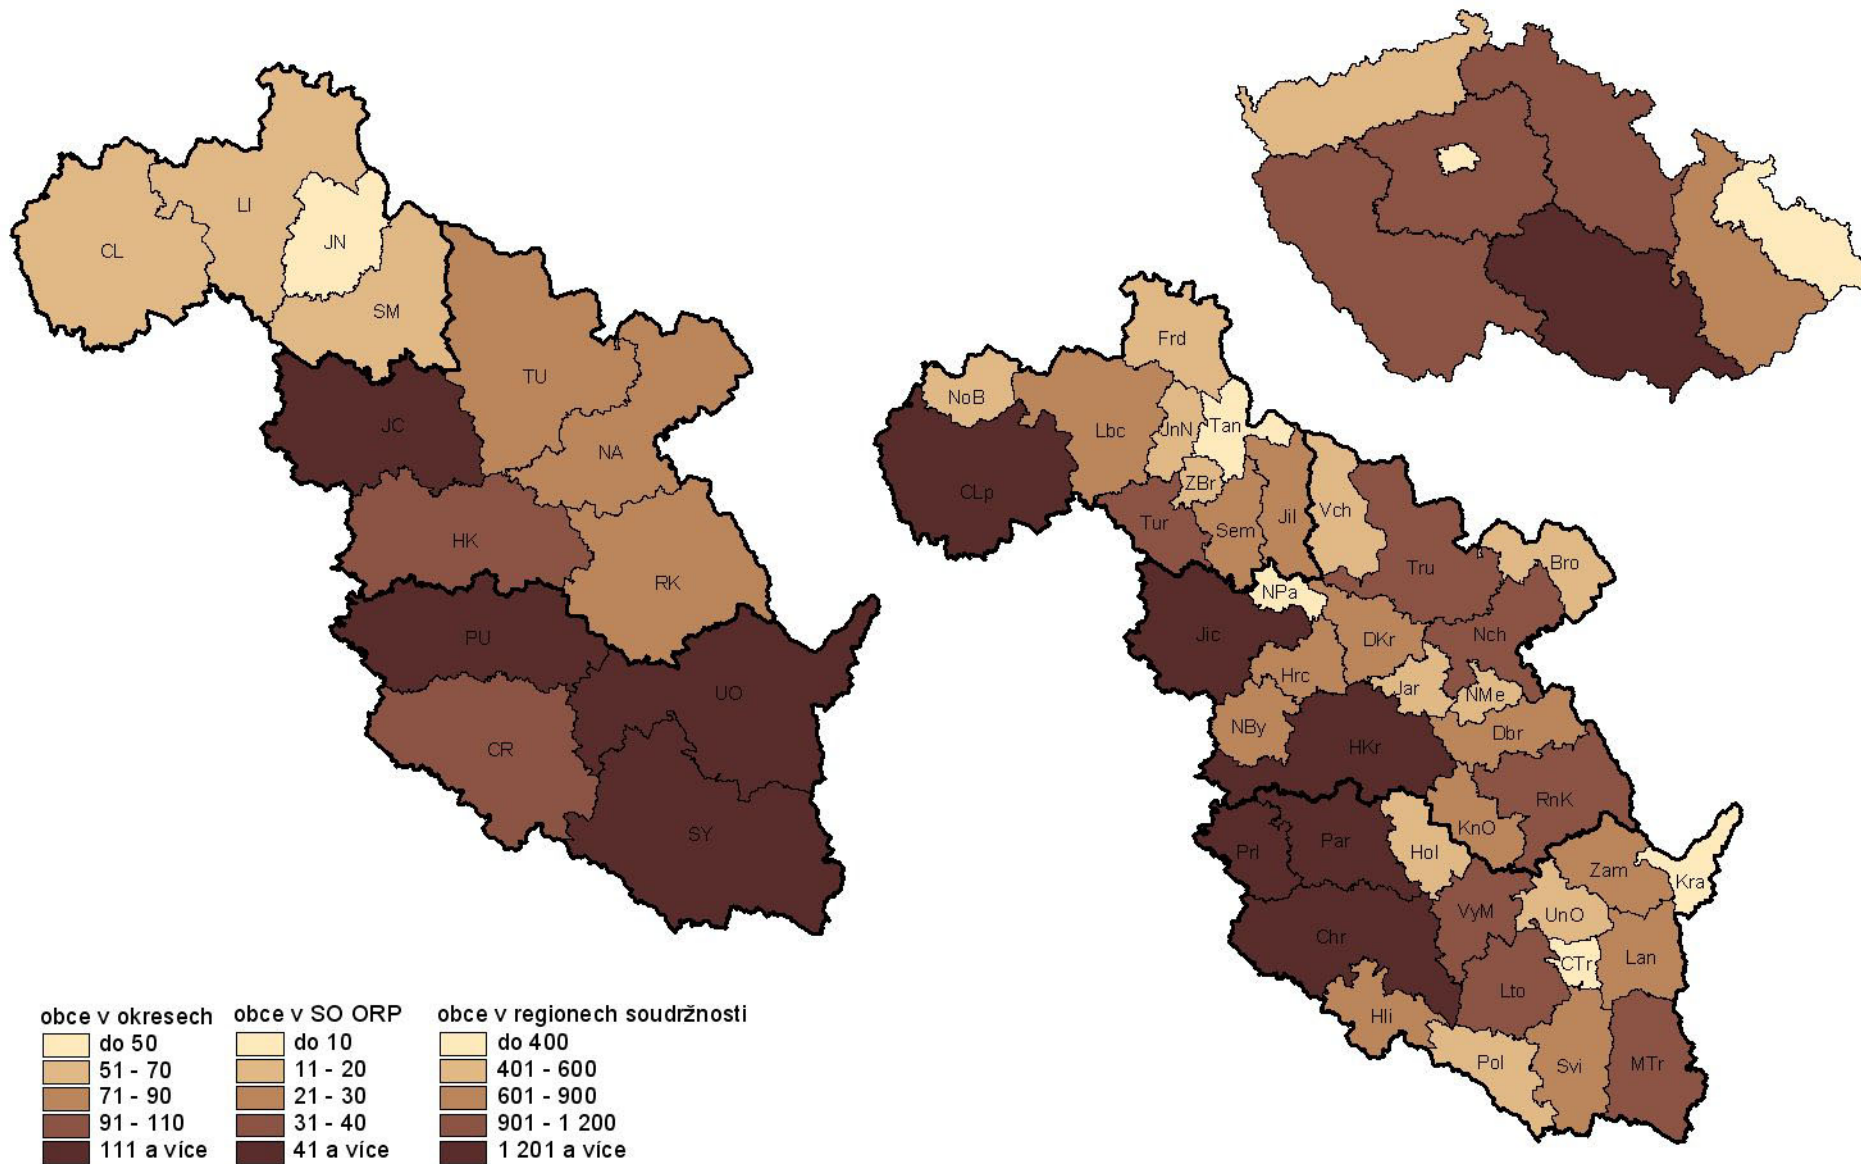 LI
CL
JN
SM
TU
JC
NA
HK
RK
PU
UO
CR
SY
Frd
NoB
Lbc
JnN
Tan
CLp
ZBr
Tur
Sem
Jil
Vch
Tru
Bro
NPa
Jic
DKr
Nch
Hrc
Jar
NMe
NBy
HKr
Dbr
RnK
KnO
Prl
Par
Hol
Zam
Kra
VyM
UnO
Chr
CTr
Lan
Lto
Hli
Pol
Svi
MTr
obce v okresech
do 50
51 - 70
71 - 90
91 - 110
111 a více
obce v SO ORP
do 10
11 - 20
21 - 30
31 - 40
41 a více
obce v regionech soudržnosti
do 400
401 - 600
601 - 900
901 - 1 200
1 201 a více